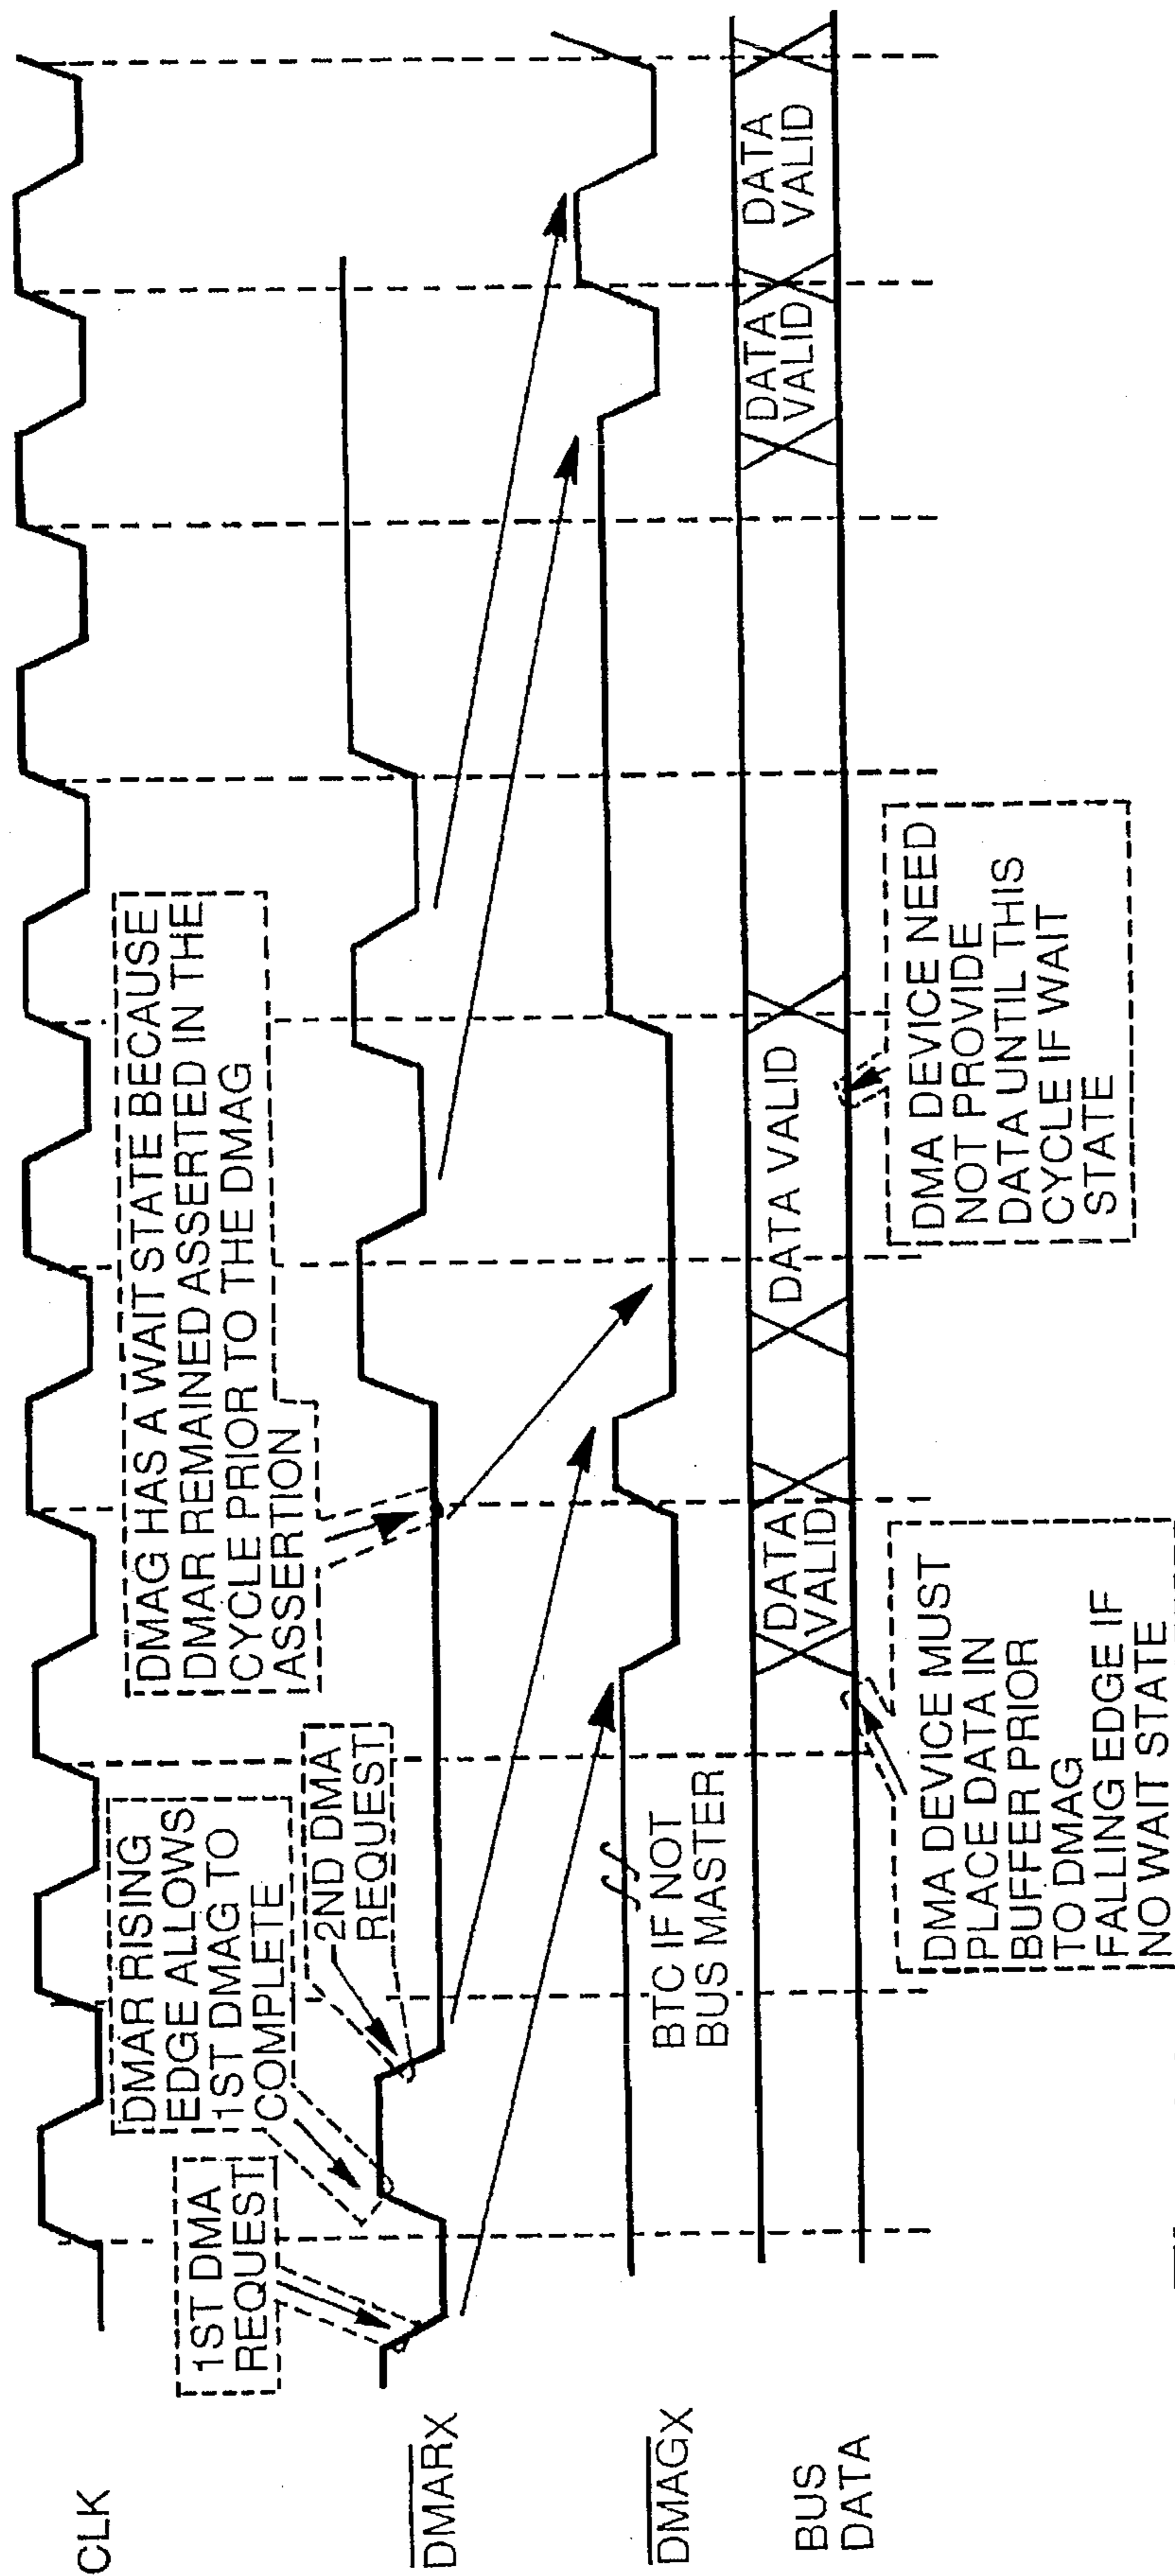 CLK
1ST DMA
REQUEST
DMAR RISING
EDGE ALLOWS
1ST DMAG TO
COMPLETE
2ND DMA
REQUEST
DMAG HAS A WAIT STATE BECAUSE
DMAR REMAINED ASSERTED IN THE
CYCLE PRIOR TO THE DMAG
ASSERTION
DMARX
DMAGX
BTC IF NOT
BUS MASTER
BUS
DATA
DATA
VALID
DATA VALID
DATA
VALID
DATA
VALID
DMA DEVICE MUST
PLACE DATA IN
BUFFER PRIOR
TO DMAG
FALLING EDGE IF
NO WAIT STATE
DMA DEVICE NEED
NOT PROVIDE
DATA UNTIL THIS
CYCLE IF WAIT
STATE